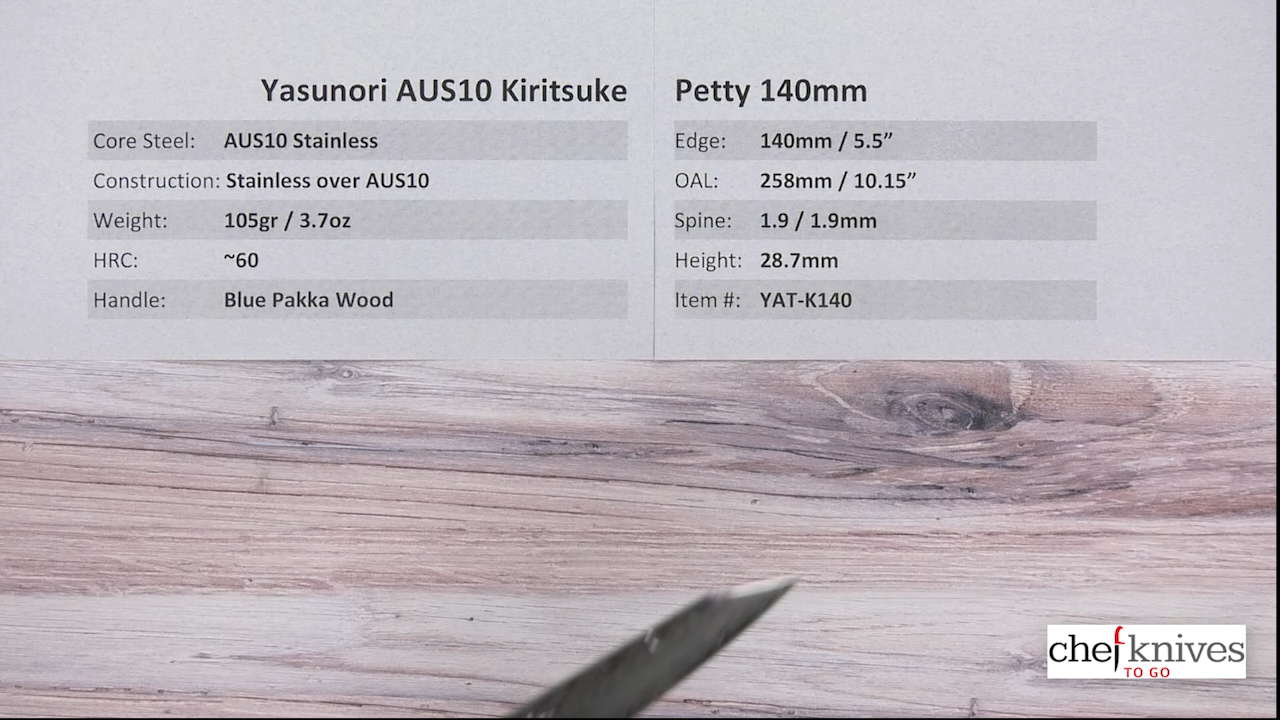 Yasunori AUS10 Kiritsuke Petty 140mm
Core Steel: AUS10 Stainless
Construction: Stainless over AUS10
Weight: 105gr / 3.7oz
HRC: ~60
Handle: Blue Pakka Wood
Edge: 140mm / 5.5”
OAL: 258mm / 10.15”
Spine: 1.9 / 1.9mm
Height: 28.7mm
Item #: YAT-K140
chefknives
TO GO